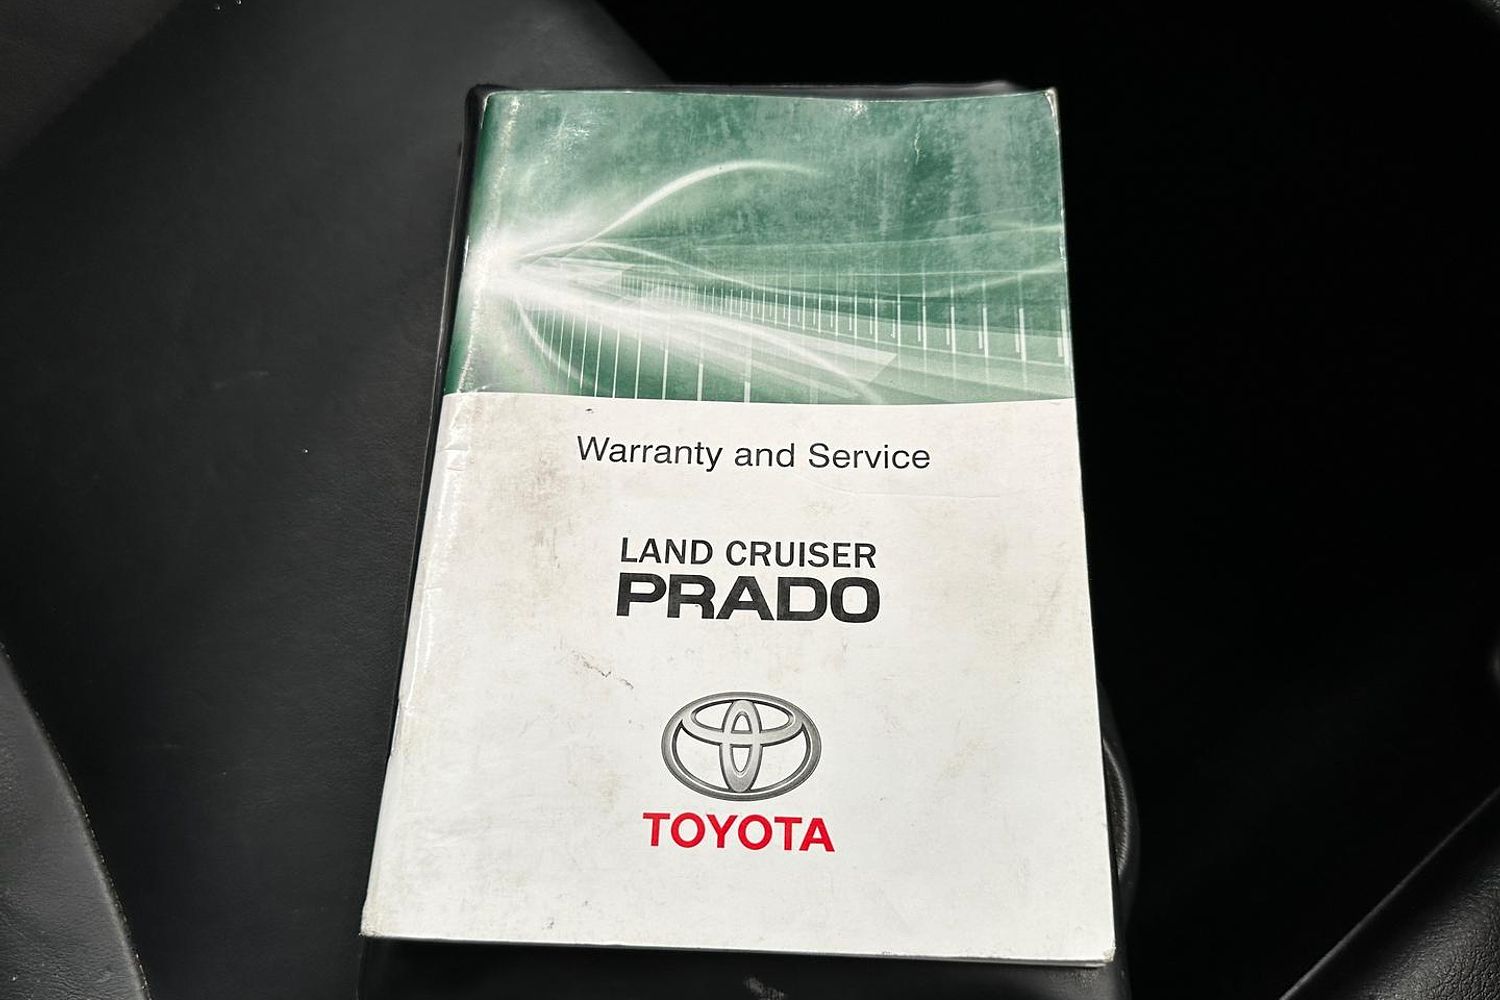 Warranty and Service
LAND CRUISER
PRADO
TOYOTA